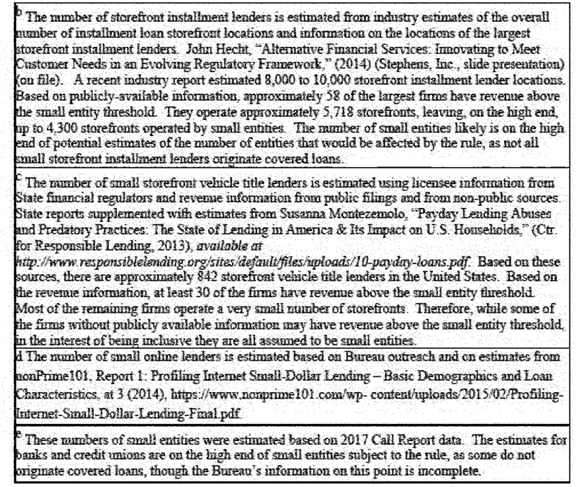 b The number of storefront installment lenders is estimated from industry estimates of the overall
number of installment loan storefront locations and information on the locations of the largest
storefront installment lenders. John Hecht, “Alternative Financial Services: Innovating to Meet
Customer Needs in an Evolving Regulatory Framework,” (2014) (Stephens, Inc., slide presentation)
(on file). A recent industry report estimated 8,000 to 10,000 storefront installment lender locations.
Based on publicly-available information, approximately 58 of the largest firms have revenue above
the small entity threshold. They operate approximately 5,718 storefronts, leaving, on the high end,
up to 4,300 storefronts operated by small entities. The number of small entities likely is on the high
end of potential estimates of the number of entities that would be affected by the rule, as not all
small storefront installment lenders originate covered loans.
c The number of small storefront vehicle title lenders is estimated using licensee information from
State financial regulators and revenue information from public filings and from non-public sources.
State reports supplemented with estimates from Susanna Montezemolo, “Payday Lending Abuses
and Predatory Practices: The State of Lending in America & Its Impact on U.S. Households,” (Ctr.
for Responsible Lending, 2013), available at
http://www.responsiblelending.org/sites/default/files/uploads/10-payday-loans.pdf. Based on these
sources, there are approximately 842 storefront vehicle title lenders in the United States. Based on
the revenue information, at least 30 of the firms have revenue above the small entity threshold.
Most of the remaining firms operate a very small number of storefronts. Therefore, while some of
the firms without publicly available information may have revenue above the small entity threshold,
in the interest of being inclusive they are all assumed to be small entities.
d The number of small online lenders is estimated based on Bureau outreach and on estimates from
nonPrime101, Report 1: Profiling Internet Small-Dollar Lending – Basic Demographics and Loan
Characteristics, at 3 (2014), https://www.nonprime101.com/wp- content/uploads/2015/02/Profiling-
Internet-Small-Dollar-Lending-Final.pdf.
e These numbers of small entities were estimated based on 2017 Call Report data. The estimates for
banks and credit unions are on the high end of small entities subject to the rule, as some do not
originate covered loans, though the Bureau’s information on this point is incomplete.